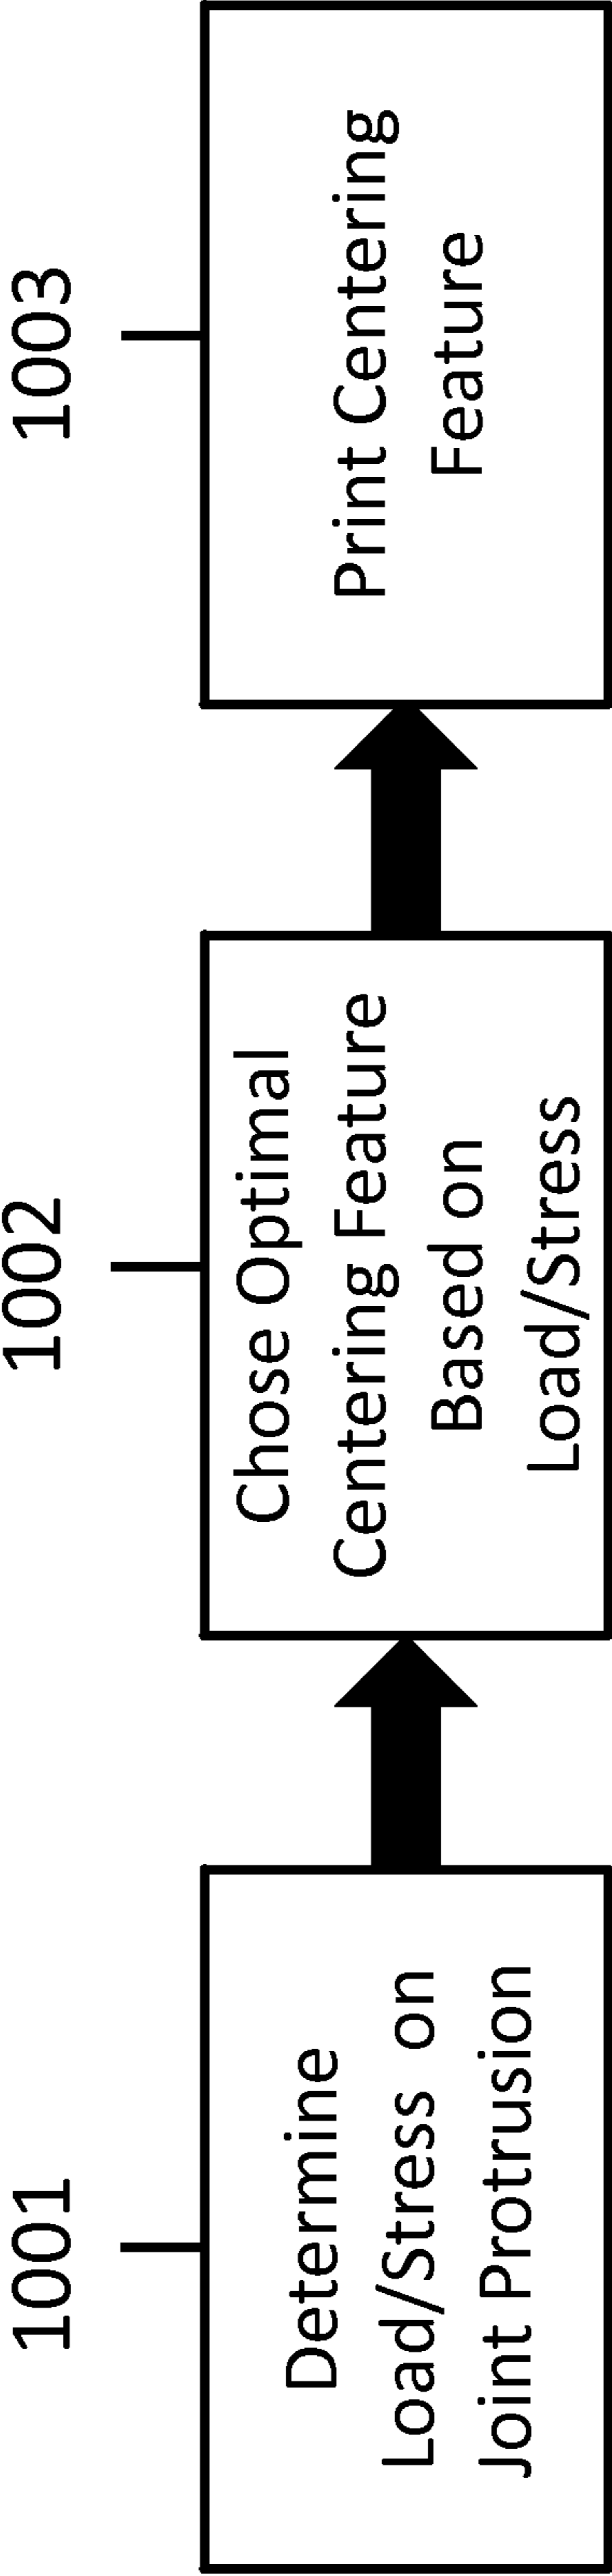 1001
Determine
Load/Stress on
Joint Protrusion
1002
Chose Optimal
Centering Feature
Based on
Load/Stress
1003
Print Centering
Feature